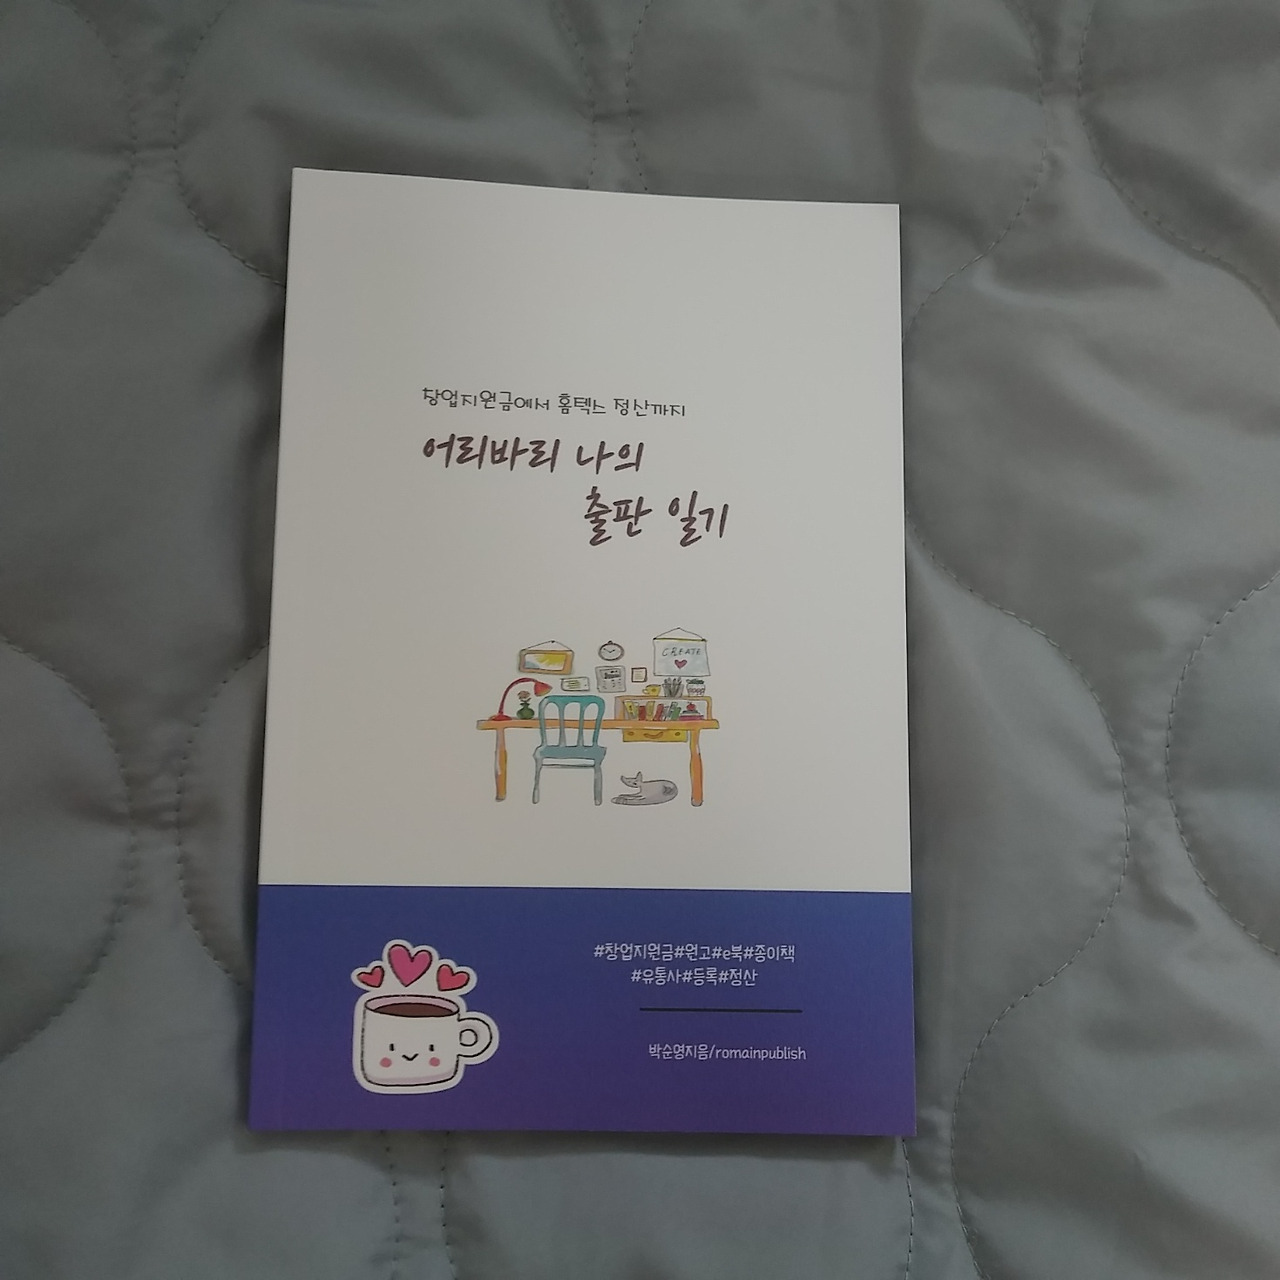 창업지원금에서 홈텍스 정산까지
어리바리 나의
출판 일기
CREATE
#창업지원금#원고#e북#종이책
#유통사#등록#정산
박순영지음/romainpublish